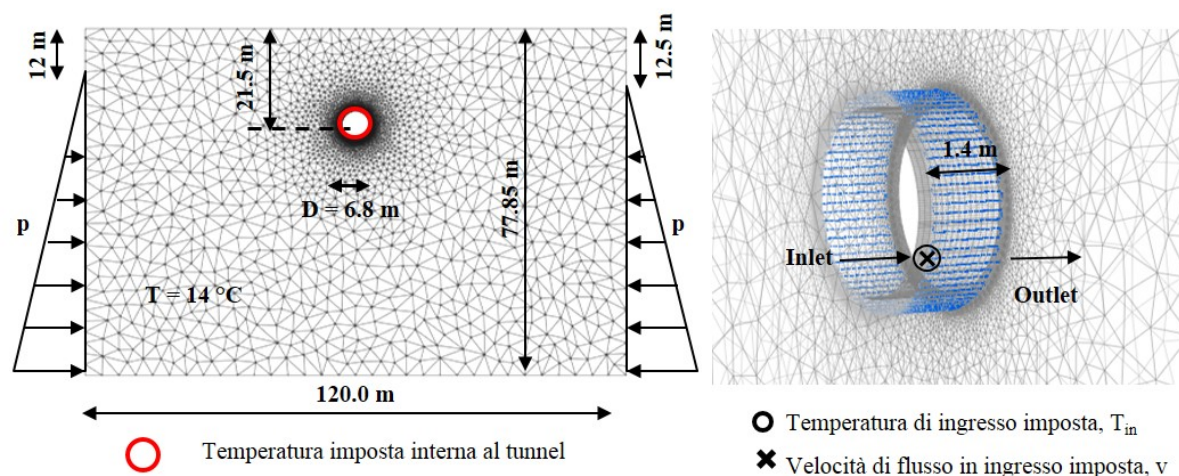 12 m
21.5 m
12.5 m
D = 6.8 m
77.85 m
p
p
T = 14 °C
120.0 m
Temperatura imposta interna al tunnel
1.4 m
Inlet
Outlet
Temperatura di ingresso imposta, Tin
Velocità di flusso in ingresso imposta, v